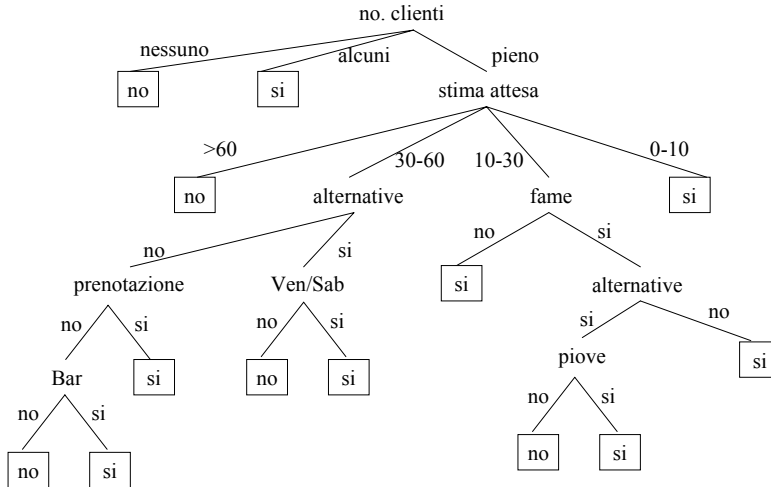 no. clienti
nessuno alcuni pieno
no si stima attesa
>60 30-60 10-30 0-10
no alternative fame si
no si no si
prenotazione Ven/Sab si alternative
no si no si si no
Bar si no si piove si
no si no si
no si no si